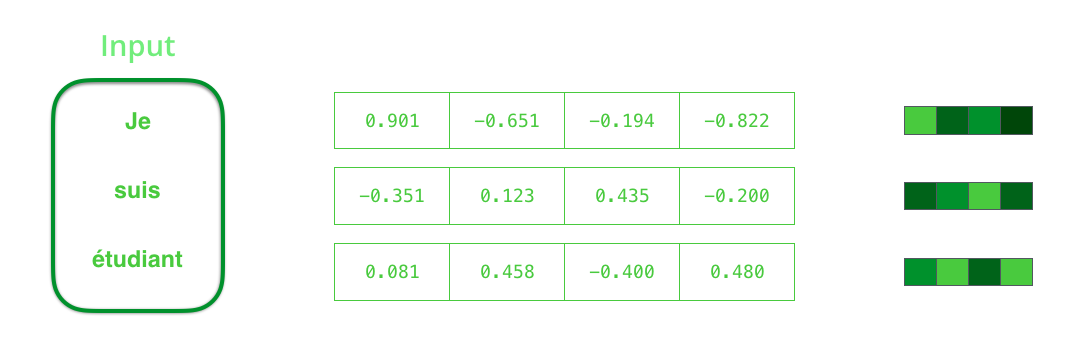 Input
Je
0.901 -0.651 -0.194 -0.822
suis
-0.351 0.123 0.435 -0.200
étudiant
0.081 0.458 -0.400 0.480